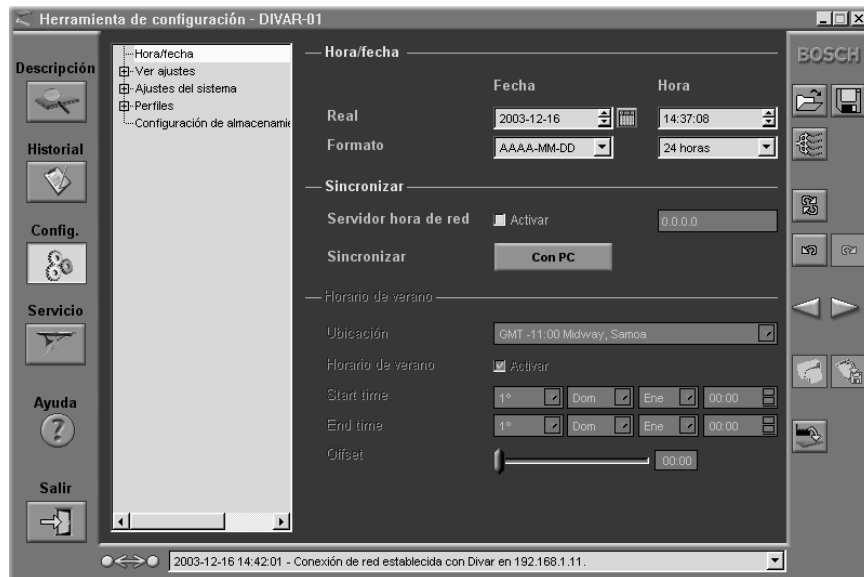 Herramienta de configuración - DIVAR-01
Descripción
Historial
Config.
Servicio
Ayuda
Salir
Hora/fecha
Ver ajustes
Ajustes del sistema
Perfiles
Configuración de almacenamie
Hora/fecha
Fecha Hora
Real 2003-12-16 14:37:08
Formato AAAA-MM-DD 24 horas
Sincronizar
Servidor hora de red Activar 0.0.0.0
Sincronizar Con PC
Horario de verano
Ubicación GMT -11:00 Midway, Samoa
Horario de verano Activar
Start time 1° Dom Ene 00:00
End time 1° Dom Ene 00:00
Offset 00:00
BOSCH
2003-12-16 14:42:01 - Conexión de red establecida con Divar en 192.168.1.11.